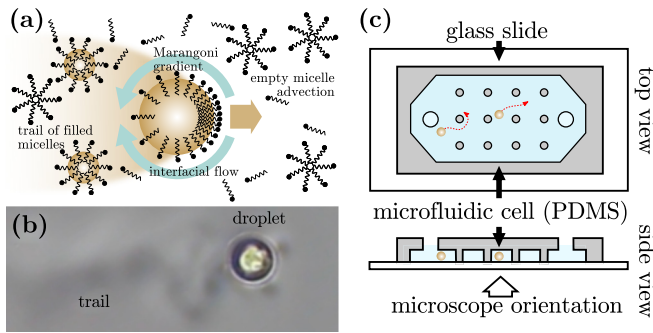 (a)
Marangoni
gradient
empty micelle
advection
trail of filled
micelles
interfacial flow
(b)
droplet
trail
(c)
glass slide
top view
microfluidic cell (PDMS)
side view
microscope orientation